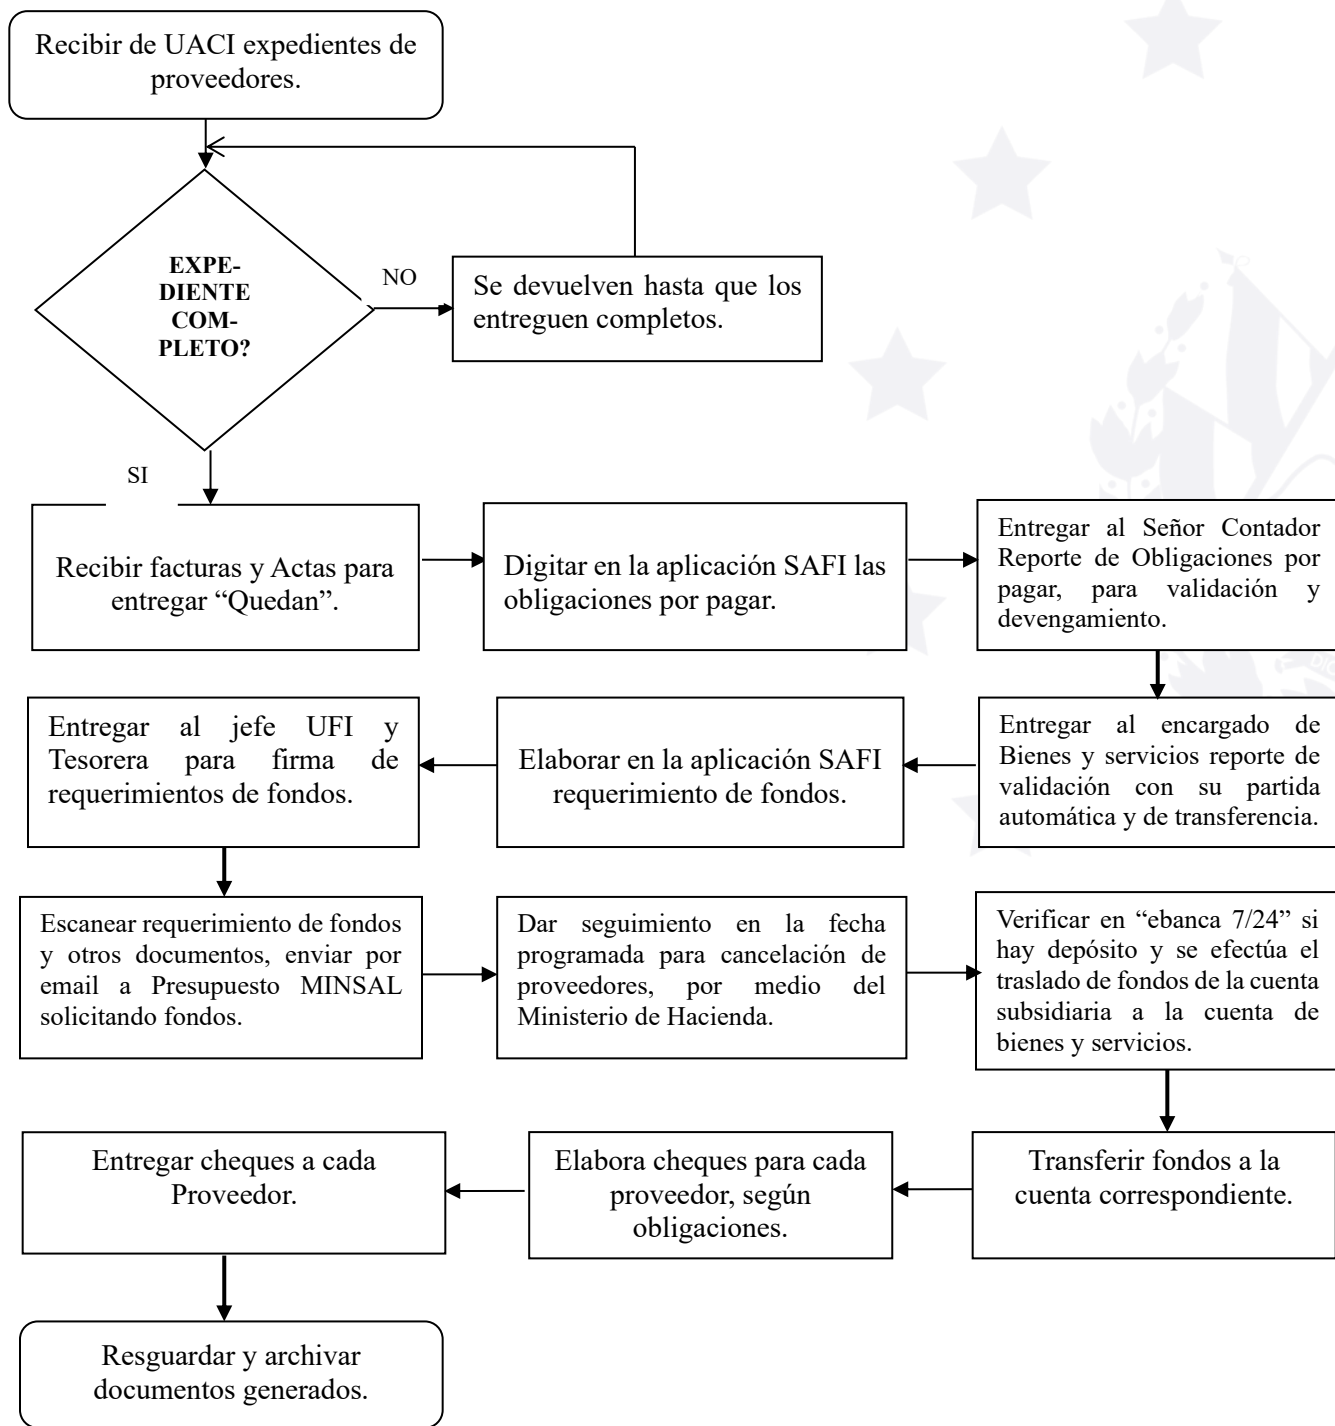 Recibir de UACI expedientes de
proveedores.
EXPE-
DIENTE
COM-
PLETO?
NO
Se devuelven hasta que los
entreguen completos.
SI
Recibir facturas y Actas para
entregar “Quedan”.
Digitar en la aplicación SAFI las
obligaciones por pagar.
Entregar al Señor Contador
Reporte de Obligaciones por
pagar, para validación y
devengamiento.
Entregar al encargado de
Bienes y servicios reporte de
validación con su partida
automática y de transferencia.
Elaborar en la aplicación SAFI
requerimiento de fondos.
Entregar al jefe UFI y
Tesorera para firma de
requerimientos de fondos.
Escanear requerimiento de fondos
y otros documentos, enviar por
email a Presupuesto MINSAL
solicitando fondos.
Dar seguimiento en la fecha
programada para cancelación de
proveedores, por medio del
Ministerio de Hacienda.
Verificar en “ebanca 7/24” si
hay depósito y se efectúa el
traslado de fondos de la cuenta
subsidiaria a la cuenta de
bienes y servicios.
Transferir fondos a la
cuenta correspondiente.
Elabora cheques para cada
proveedor, según
obligaciones.
Entregar cheques a cada
Proveedor.
Resguardar y archivar
documentos generados.